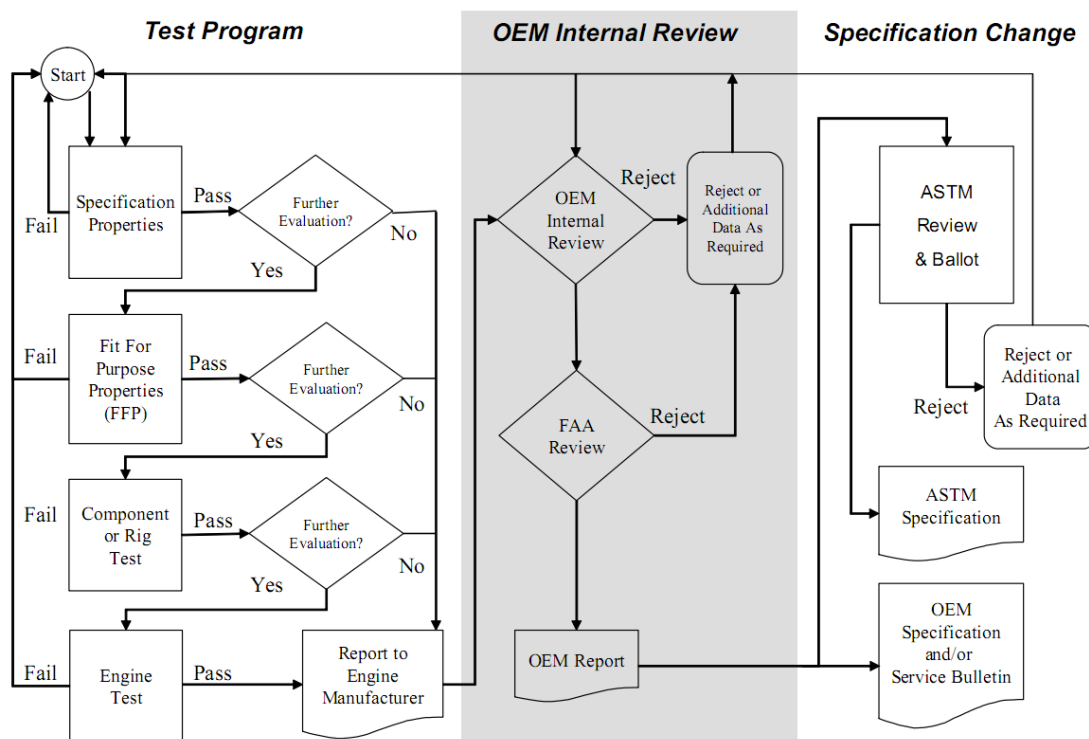 Test Program
OEM Internal Review
Specification Change
Start
Specification
Properties
Pass
Fail
Further
Evaluation?
No
Yes
Fit For
Purpose
Properties
(FFP)
Pass
Fail
Further
Evaluation?
No
Yes
Component
or Rig
Test
Pass
Fail
Further
Evaluation?
No
Yes
Engine
Test
Pass
Fail
Report to
Engine
Manufacturer
OEM
Internal
Review
Reject
Reject or
Additional
Data As
Required
FAA
Review
Reject
OEM Report
ASTM
Review
& Ballot
Reject
Reject or
Additional
Data
As Required
ASTM
Specification
OEM
Specification
and/or
Service Bulletin